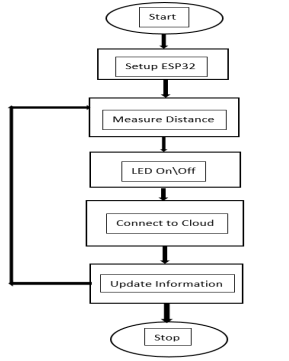 Start
Setup ESP32
Measure Distance
LED On\Off
Connect to Cloud
Update Information
Stop